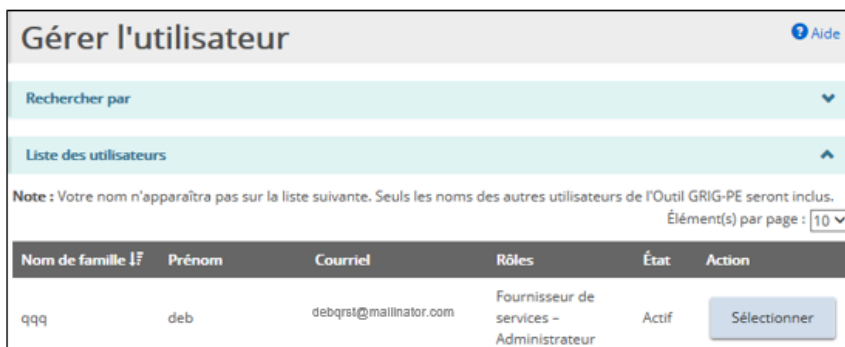 Gérer l'utilisateur
Aide
Rechercher par
Liste des utilisateurs
Note : Votre nom n'apparaîtra pas sur la liste suivante. Seuls les noms des autres utilisateurs de l'Outil GRIG-PE seront inclus.
Élément(s) par page : 10
Nom de famille Prénom Courriel Rôles État Action
qqq deb debqrst@mailinator.com Fournisseur de services – Administrateur Actif Sélectionner